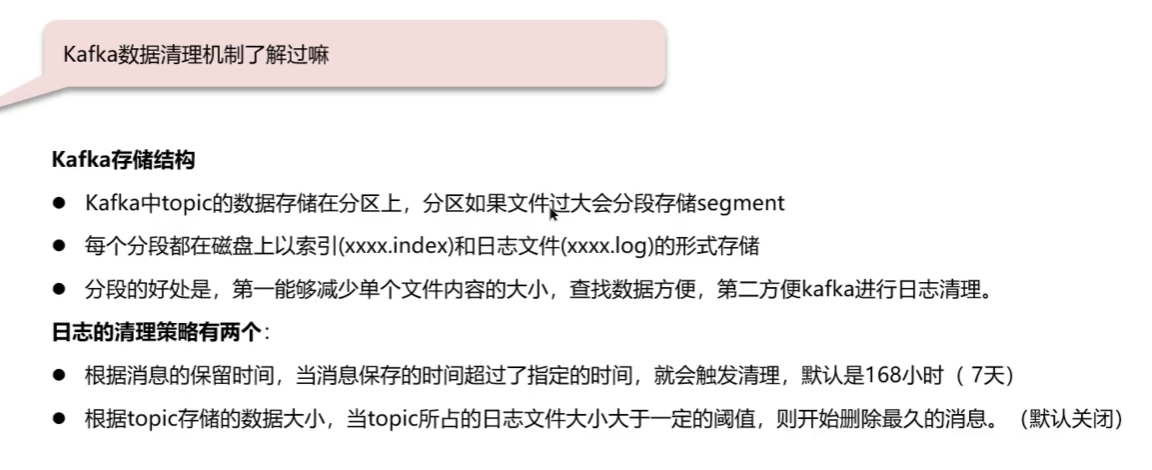 Kafka数据清理机制了解过嘛
Kafka存储结构
● Kafka中topic的数据存储在分区上，分区如果文件过大会分段存储segment
● 每个分段都在磁盘上以索引(xxxx.index)和日志文件(xxxx.log)的形式存储
● 分段的好处是，第一能够减少单个文件内容的大小，查找数据方便，第二方便kafka进行日志清理。
日志的清理策略有两个：
● 根据消息的保留时间，当消息保存的时间超过了指定的时间，就会触发清理，默认是168小时（ 7天）
● 根据topic存储的数据大小，当topic所占的日志文件大小大于一定的阈值，则开始删除最久的消息。（默认关闭）